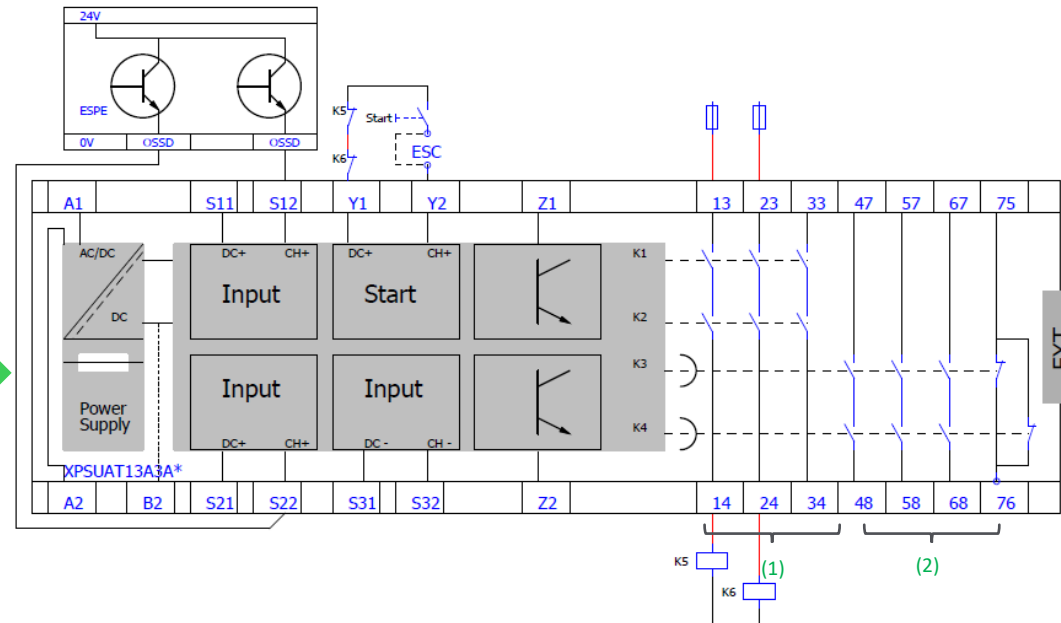 24V
ESPE
0V OSSD OSSD
K5 Start
K6 ESC
A1 S11 S12 Y1 Y2 Z1 13 23 33 47 57 67 75
AC/DC DC+ CH+ DC+ CH+ K1
Input Start
DC K2
K3
EXT
Input Input
Power
Supply K4
DC+ CH+ DC - CH -
XPSUAT13A3A*
A2 B2 S21 S22 S31 S32 Z2 14 24 34 48 58 68 76
K5 (1) (2)
K6